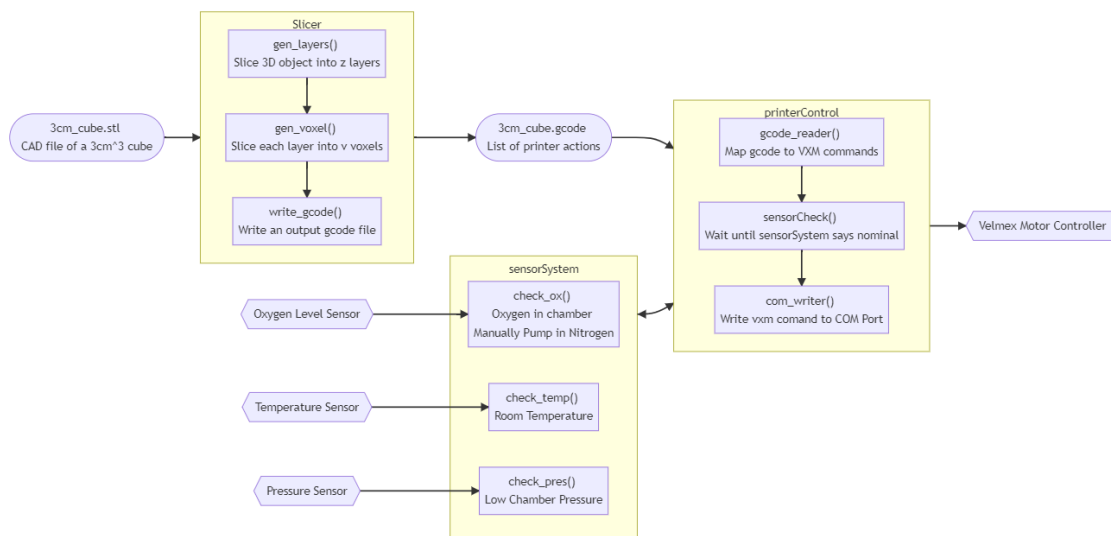 Slicer
gen_layers()
Slice 3D object into z layers
3cm_cube.stl
CAD file of a 3cm^3 cube
gen_voxel()
Slice each layer into v voxels
write_gcode()
Write an output gcode file
3cm_cube.gcode
List of printer actions
printerControl
gcode_reader()
Map gcode to VXM commands
sensorCheck()
Wait until sensorSystem says nominal
com_writer()
Write vxm comand to COM Port
Velmex Motor Controller
sensorSystem
Oxygen Level Sensor
check_ox()
Oxygen in chamber
Manually Pump in Nitrogen
Temperature Sensor
check_temp()
Room Temperature
Pressure Sensor
check_pres()
Low Chamber Pressure